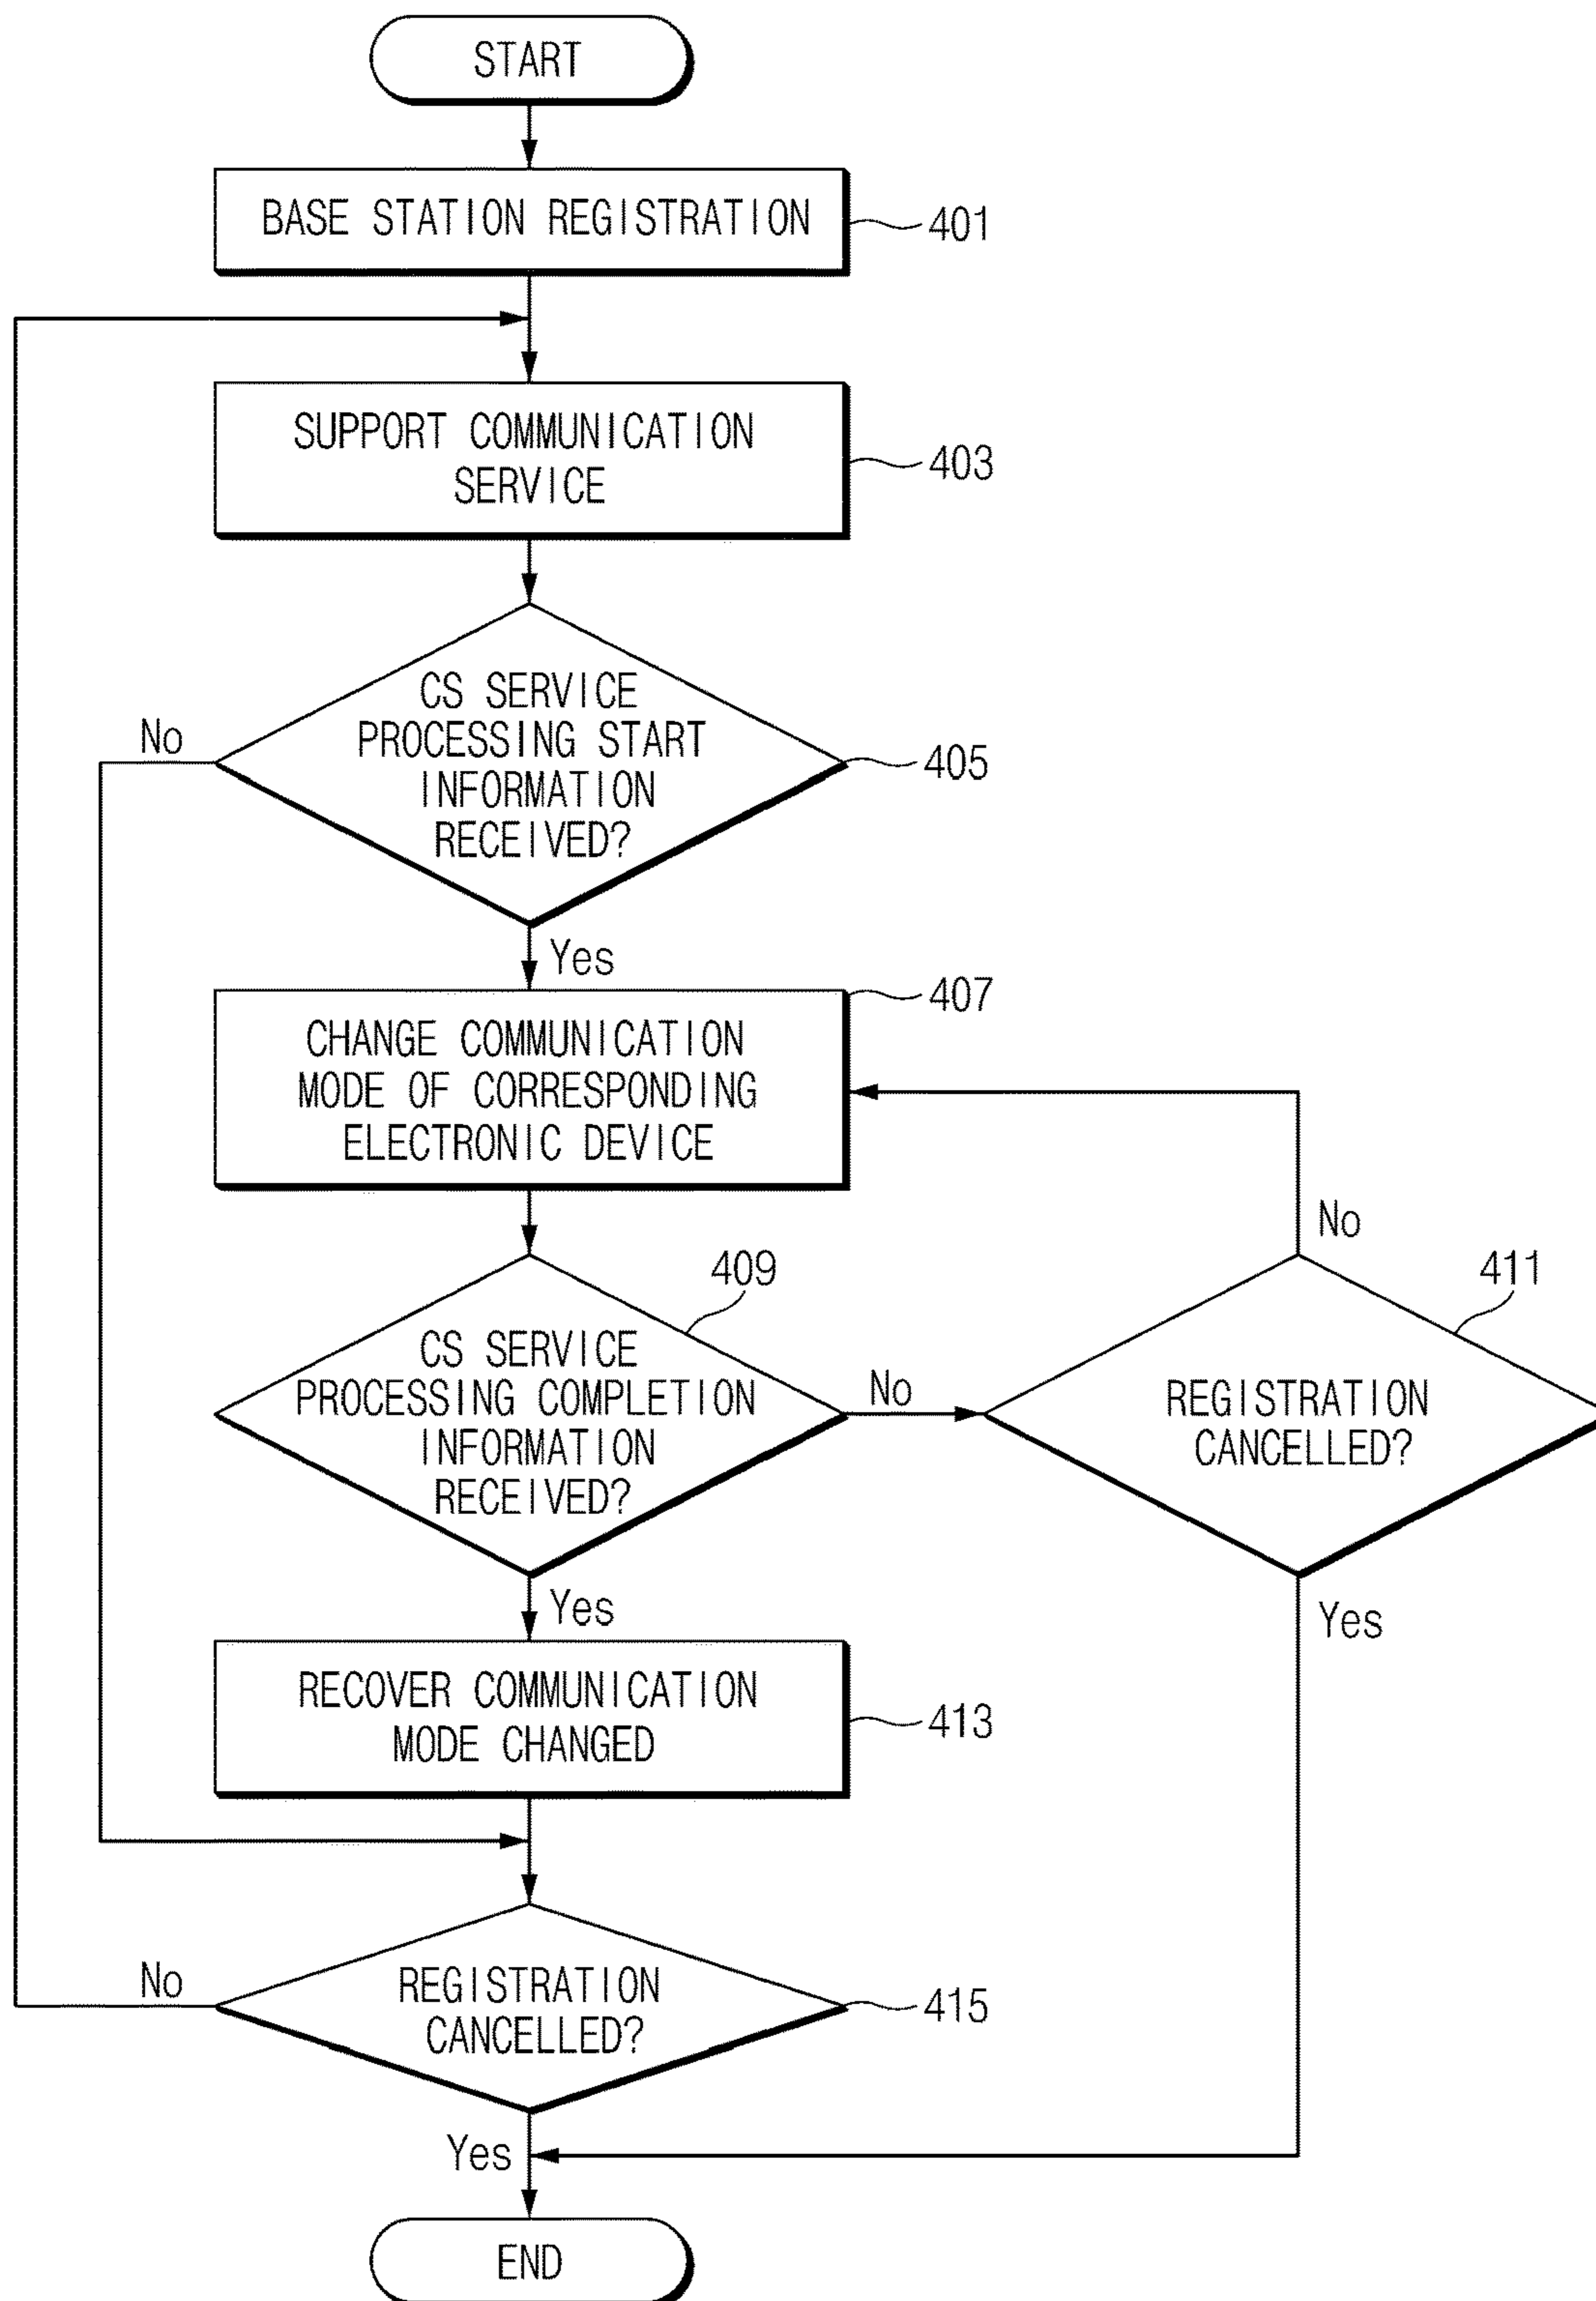 START
BASE STATION REGISTRATION
401
SUPPORT COMMUNICATION
SERVICE
403
CS SERVICE
PROCESSING START
INFORMATION
RECEIVED?
405
No
Yes
407
CHANGE COMMUNICATION
MODE OF CORRESPONDING
ELECTRONIC DEVICE
409
CS SERVICE
PROCESSING COMPLETION
INFORMATION
RECEIVED?
No
No
411
REGISTRATION
CANCELLED?
Yes
Yes
RECOVER COMMUNICATION
MODE CHANGED
413
No
REGISTRATION
CANCELLED?
415
Yes
END